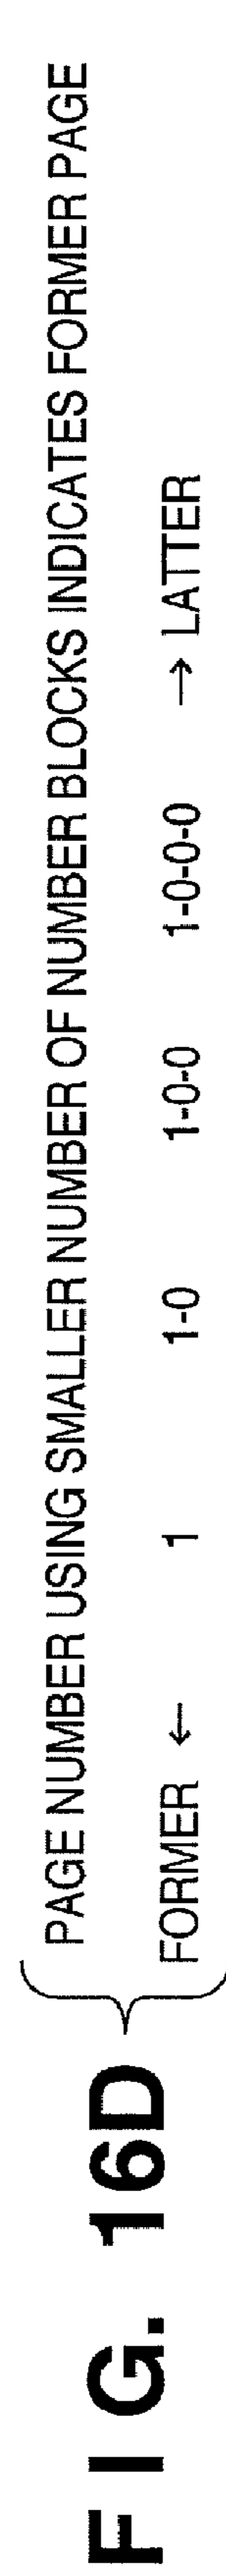 FIG. 16D
PAGE NUMBER USING SMALLER NUMBER OF NUMBER BLOCKS INDICATES FORMER PAGE
FORMER ← 1 1-0 1-0-0 1-0-0-0 → LATTER